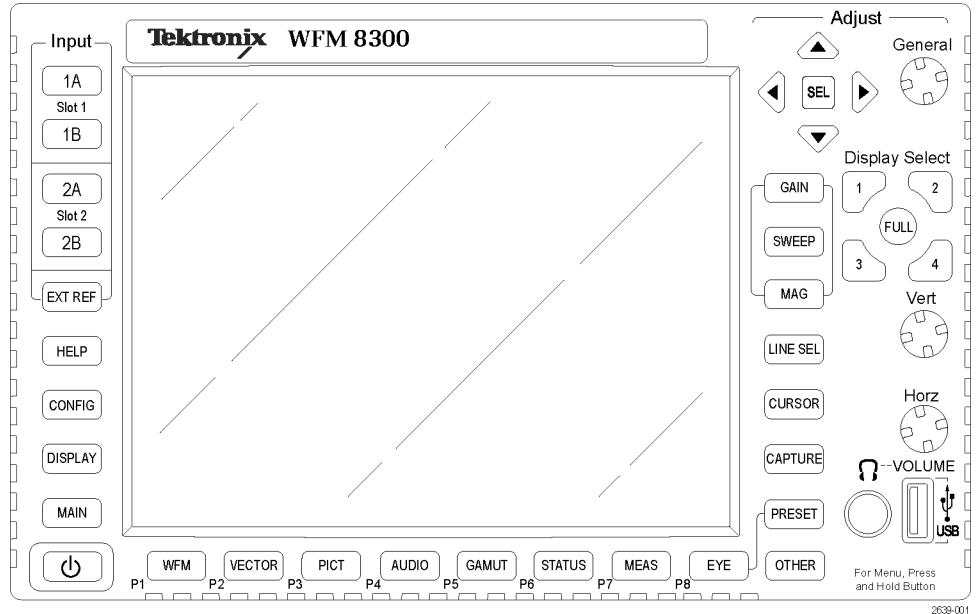 Tektronix WFM 8300
Input
1A
Slot 1
1B
2A
Slot 2
2B
EXT REF
HELP
CONFIG
DISPLAY
MAIN
WFM
VECTOR
PICT
AUDIO
GAMUT
STATUS
MEAS
EYE
P1
P2
P3
P4
P5
P6
P7
P8
Adjust
General
SEL
Display Select
1
2
FULL
3
4
GAIN
SWEEP
MAG
Vert
LINE SEL
CURSOR
Horz
CAPTURE
VOLUME
PRESET
USB
OTHER
For Menu, Press
and Hold Button
2639-001